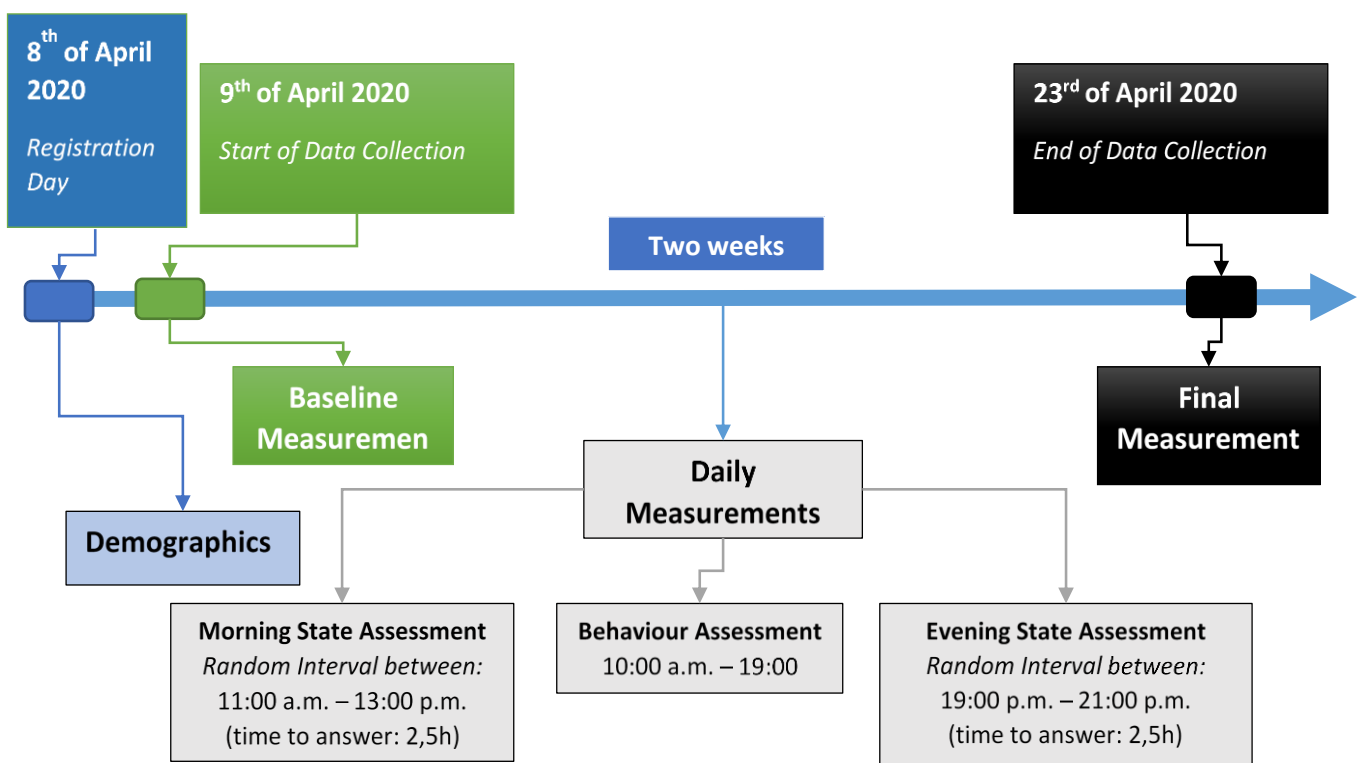 8th of April
2020
Registration
Day
9th of April 2020
Start of Data Collection
23rd of April 2020
End of Data Collection
Two weeks
Baseline
Measuremen
Final
Measurement
Daily
Measurements
Demographics
Morning State Assessment
Random Interval between:
11:00 a.m. – 13:00 p.m.
(time to answer: 2,5h)
Behaviour Assessment
10:00 a.m. – 19:00
Evening State Assessment
Random Interval between:
19:00 p.m. – 21:00 p.m.
(time to answer: 2,5h)